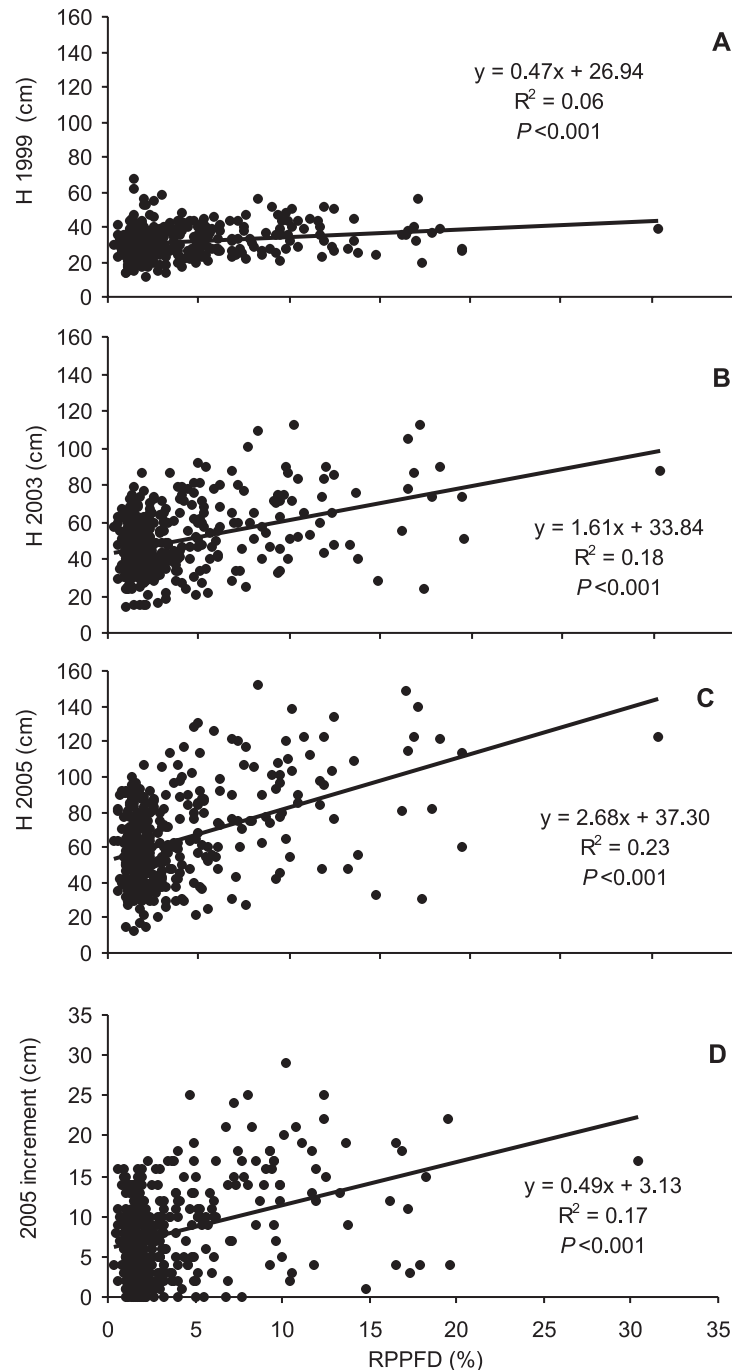 160
140
120
100
80
60
40
20
0
H 1999 (cm)
A
y = 0.47x + 26.94
R² = 0.06
P<0.001
160
140
120
100
80
60
40
20
0
H 2003 (cm)
B
y = 1.61x + 33.84
R² = 0.18
P<0.001
160
140
120
100
80
60
40
20
0
H 2005 (cm)
C
y = 2.68x + 37.30
R² = 0.23
P<0.001
35
30
25
20
15
10
5
0
2005 increment (cm)
D
y = 0.49x + 3.13
R² = 0.17
P<0.001
0 5 10 15 20 25 30 35
RPPFD (%)